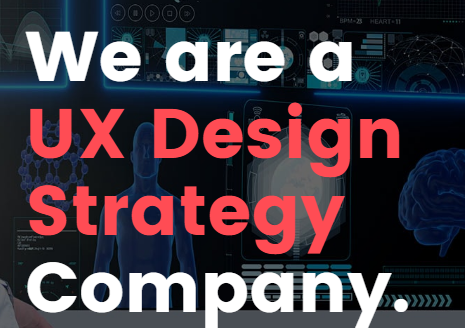 We are a
UX Design
Strategy
Company.